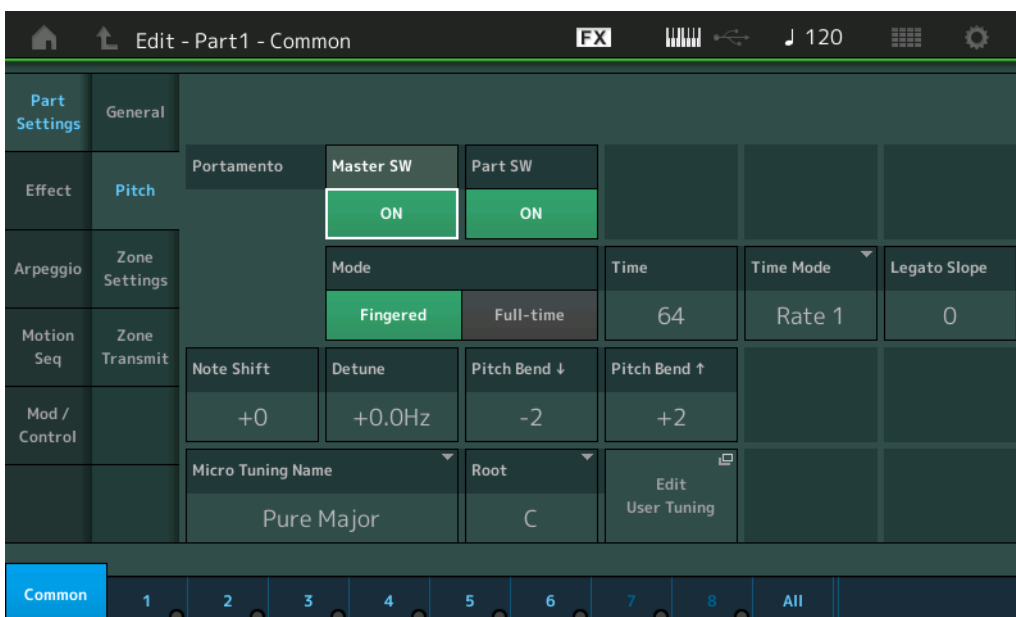 Edit - Part1 - Common FX ♩ 120
Part
Settings
General
Portamento Master SW Part SW
Effect Pitch
ON ON
Arpeggio
Zone
Settings
Mode Time Time Mode Legato Slope
Fingered Full-time 64 Rate 1 0
Motion
Seq
Zone
Transmit
Note Shift Detune Pitch Bend ↓ Pitch Bend ↑
Mod /
Control
+0 +0.0Hz -2 +2
Micro Tuning Name Root
Edit
User Tuning
Pure Major C
Common 1 2 3 4 5 6 7 8 All